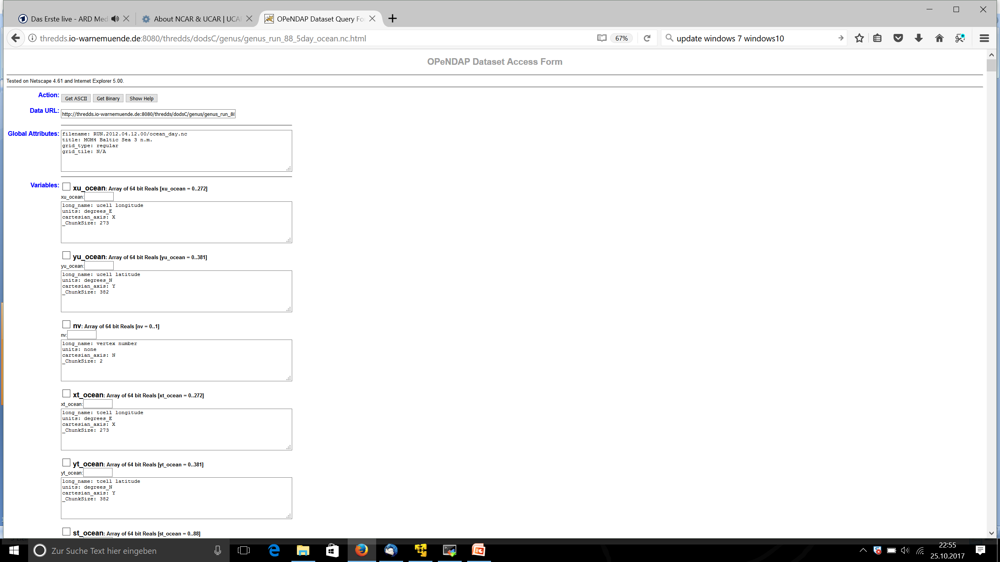 Das Erste live - ARD Med
About NCAR & UCAR | UCA
OPeNDAP Dataset Query Fo
thredds.io-warnemuende.de:8080/thredds/dodsC/genus/genus_run_88_5day_ocean.nc.html
67%
update windows 7 windows10
OPeNDAP Dataset Access Form
Tested on Netscape 4.61 and Internet Explorer 5.00.
Action: Get ASCII Get Binary Show Help
Data URL: http://thredds.io-warnemuende.de:8080/thredds/dodsC/genus/genus_run_88
Global Attributes: filename: RUN.2012.04.12.00/ocean_day.nc
title: MOM4 Baltic Sea 3 n.m.
grid_type: regular
grid_tile: N/A
Variables: xu_ocean: Array of 64 bit Reals [xu_ocean = 0..272]
xu_ocean:
long_name: ucell longitude
units: degrees_E
cartesian_axis: X
_ChunkSize: 273
yu_ocean: Array of 64 bit Reals [yu_ocean = 0..381]
yu_ocean:
long_name: ucell latitude
units: degrees_N
cartesian_axis: Y
_ChunkSize: 382
nv: Array of 64 bit Reals [nv = 0..1]
nv:
long_name: vertex number
units: none
cartesian_axis: N
_ChunkSize: 2
xt_ocean: Array of 64 bit Reals [xt_ocean = 0..272]
xt_ocean:
long_name: tcell longitude
units: degrees_E
cartesian_axis: X
_ChunkSize: 273
yt_ocean: Array of 64 bit Reals [yt_ocean = 0..381]
yt_ocean:
long_name: tcell latitude
units: degrees_N
cartesian_axis: Y
_ChunkSize: 382
st_ocean: Array of 64 bit Reals [st_ocean = 0..88]
Zur Suche Text hier eingeben
22:55
25.10.2017